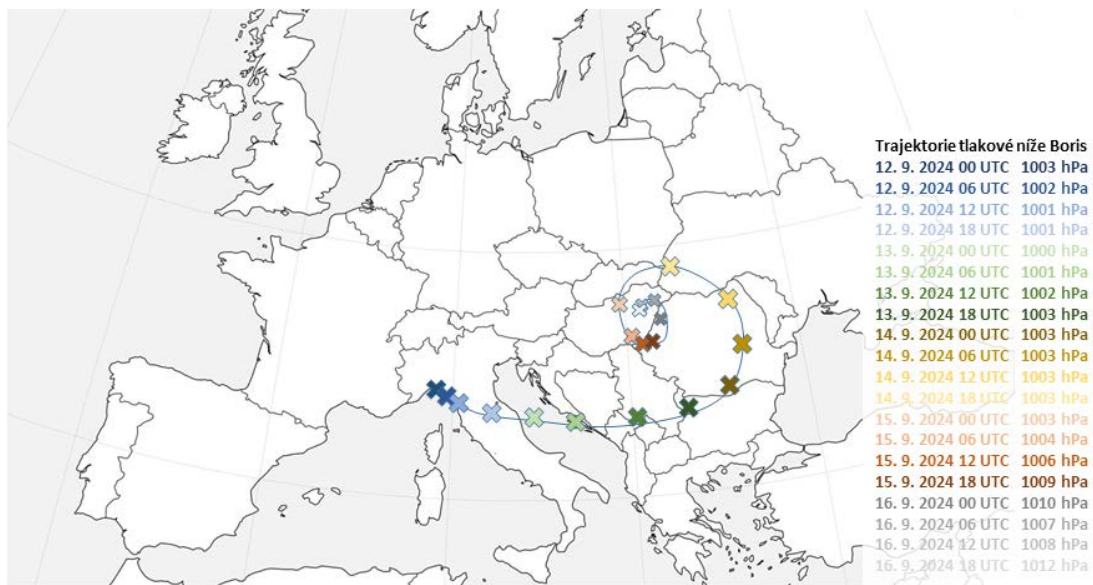 Trajektorie tlakové níže Boris
12. 9. 2024 00 UTC 1003 hPa
12. 9. 2024 06 UTC 1002 hPa
12. 9. 2024 12 UTC 1001 hPa
12. 9. 2024 18 UTC 1001 hPa
13. 9. 2024 00 UTC 1000 hPa
13. 9. 2024 06 UTC 1001 hPa
13. 9. 2024 12 UTC 1002 hPa
13. 9. 2024 18 UTC 1003 hPa
14. 9. 2024 00 UTC 1003 hPa
14. 9. 2024 06 UTC 1003 hPa
14. 9. 2024 12 UTC 1003 hPa
14. 9. 2024 18 UTC 1003 hPa
15. 9. 2024 00 UTC 1003 hPa
15. 9. 2024 06 UTC 1004 hPa
15. 9. 2024 12 UTC 1006 hPa
15. 9. 2024 18 UTC 1009 hPa
16. 9. 2024 00 UTC 1010 hPa
16. 9. 2024 06 UTC 1007 hPa
16. 9. 2024 12 UTC 1008 hPa
16. 9. 2024 18 UTC 1012 hPa